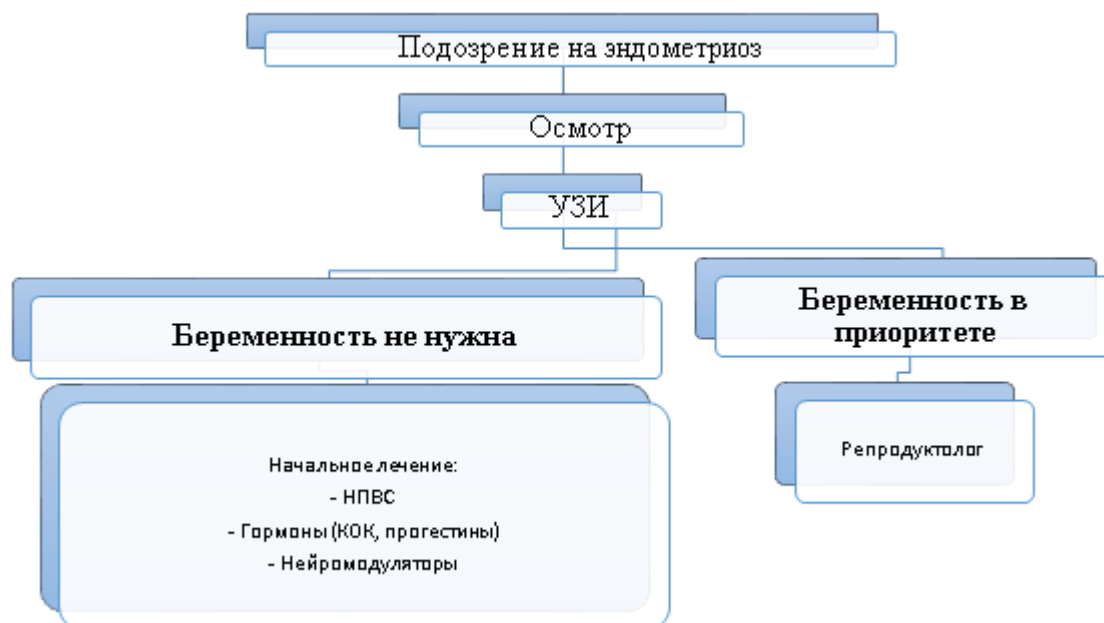 Подозрение на эндометриоз
Осмотр
УЗИ
Беременность не нужна
Беременность в
приоритете
Начальное лечение:
- НПВС
- Гормоны (КОК, прогестины)
- Нейромодуляторы
Репродуктолог